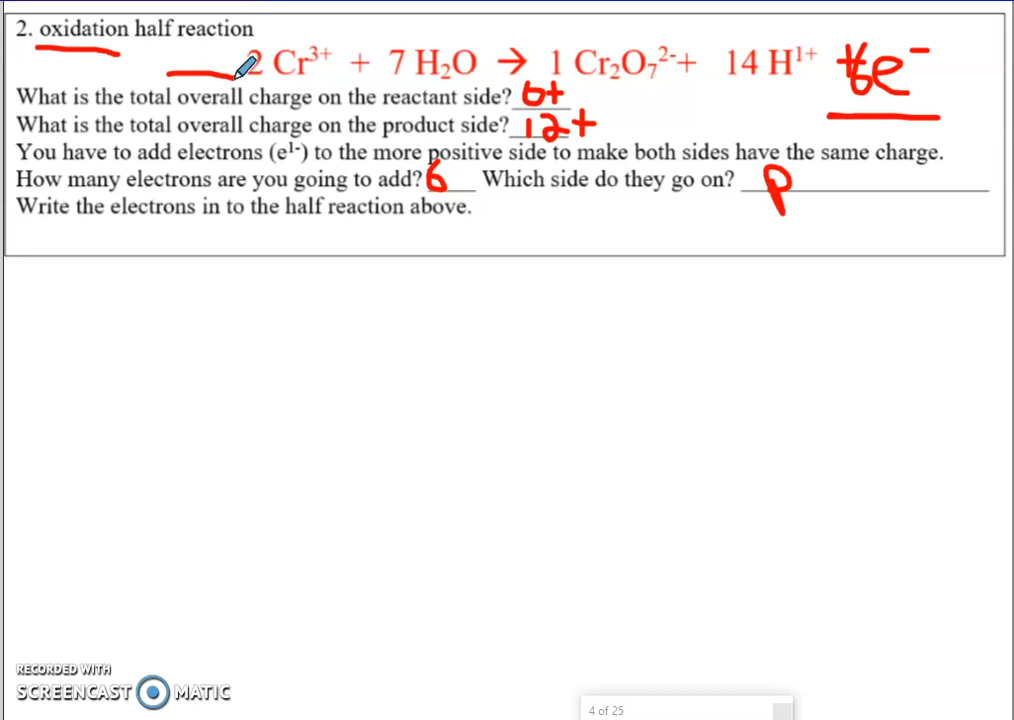 2. oxidation half reaction
2 Cr³⁺ + 7 H₂O → 1 Cr₂O₇²⁻ + 14 H¹⁺ + 6e⁻
What is the total overall charge on the reactant side? 6+
What is the total overall charge on the product side? 12+
You have to add electrons (e¹⁻) to the more positive side to make both sides have the same charge.
How many electrons are you going to add? 6 Which side do they go on? P
Write the electrons in to the half reaction above.
RECORDED WITH
SCREENCAST MATIC
4 of 25